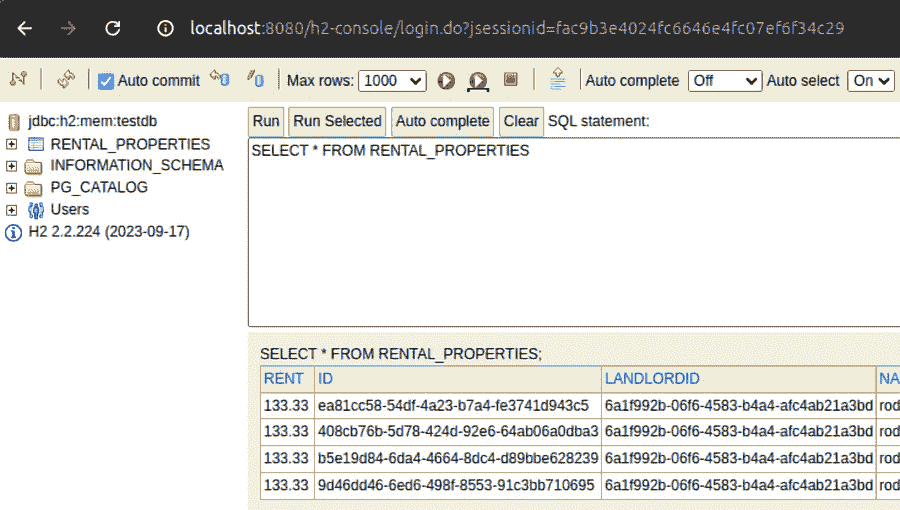 localhost:8080/h2-console/login.do?jsessionid=fac9b3e4024fc6646e4fc07ef6f34c29
Auto commit Max rows: 1000 Auto complete Off Auto select On
jdbc:h2:mem:testdb
RENTAL_PROPERTIES
INFORMATION_SCHEMA
PG_CATALOG
Users
H2 2.2.224 (2023-09-17)
Run Run Selected Auto complete Clear SQL statement:
SELECT * FROM RENTAL_PROPERTIES
SELECT * FROM RENTAL_PROPERTIES;
RENT ID LANDLORDID NA
133.33 ea81cc58-54df-4a23-b7a4-fe3741d943c5 6a1f992b-06f6-4583-b4a4-afc4ab21a3bd rod
133.33 408cb76b-5d78-424d-92e6-64ab06a0dba3 6a1f992b-06f6-4583-b4a4-afc4ab21a3bd rod
133.33 b5e19d84-6da4-4664-8dc4-d89bbe628239 6a1f992b-06f6-4583-b4a4-afc4ab21a3bd rod
133.33 9d46dd46-6ed6-498f-8553-91c3bb710695 6a1f992b-06f6-4583-b4a4-afc4ab21a3bd rod